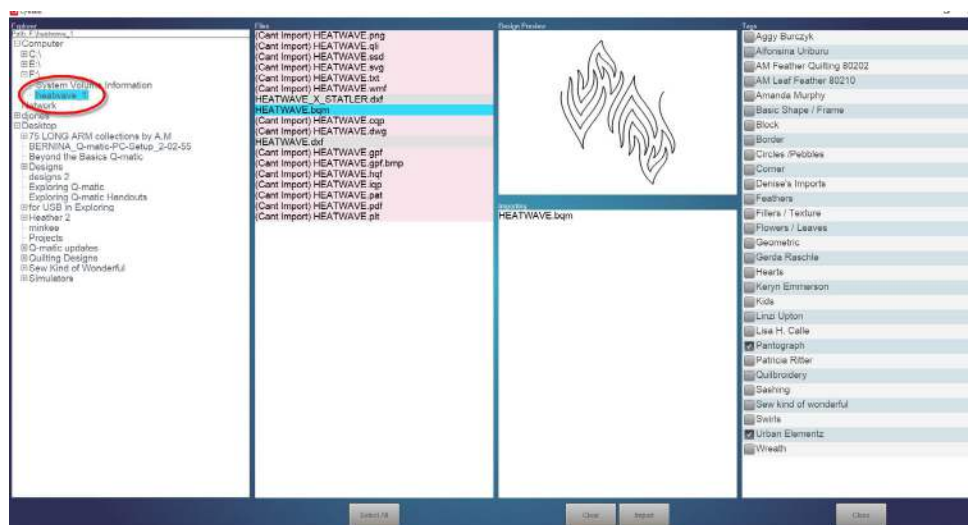 Explorer
Path: F:\heatwave_1
Computer
C:\
E:\
F:\
System Volume Information
heatwave_1
Network
djones
Desktop
75 LONG ARM collections by A.M
BERNINA_Q-matic-PC-Setup_2-02-55
Beyond the Basics Q-matic
Designs
designs 2
Exploring Q-matic
Exploring Q-matic Handouts
for USB in Exploring
Heather 2
minkee
Projects
Q-matic updates
Quilting Designs
Sew Kind of Wonderful
Simulators
Files
(Cant Import) HEATWAVE.png
(Cant Import) HEATWAVE.qli
(Cant Import) HEATWAVE.ssd
(Cant Import) HEATWAVE.svg
(Cant Import) HEATWAVE.txt
(Cant Import) HEATWAVE.wmf
HEATWAVE_X_STATLER.dxf
HEATWAVE.bqm
(Cant Import) HEATWAVE.cqp
(Cant Import) HEATWAVE.dwg
HEATWAVE.dxf
(Cant Import) HEATWAVE.gpf
(Cant Import) HEATWAVE.gpf.bmp
(Cant Import) HEATWAVE.hqf
(Cant Import) HEATWAVE.iqp
(Cant Import) HEATWAVE.pat
(Cant Import) HEATWAVE.pdf
(Cant Import) HEATWAVE.plt
Select All
Design Preview
Importing
HEATWAVE.bqm
Clear
Import
Tags
Aggy Burczyk
Alfonsina Uriburu
AM Feather Quilting 80202
AM Leaf Feather 80210
Amanda Murphy
Basic Shape / Frame
Block
Border
Circles /Pebbles
Corner
Denise's Imports
Feathers
Fillers / Texture
Flowers / Leaves
Geometric
Gerda Raschle
Hearts
Karyn Emmerson
Kids
Linzi Upton
Lisa H. Calle
Pantograph
Patricia Ritter
Quilbroidery
Sashing
Sew kind of wonderful
Swirls
Urban Elementz
Wreath
Close